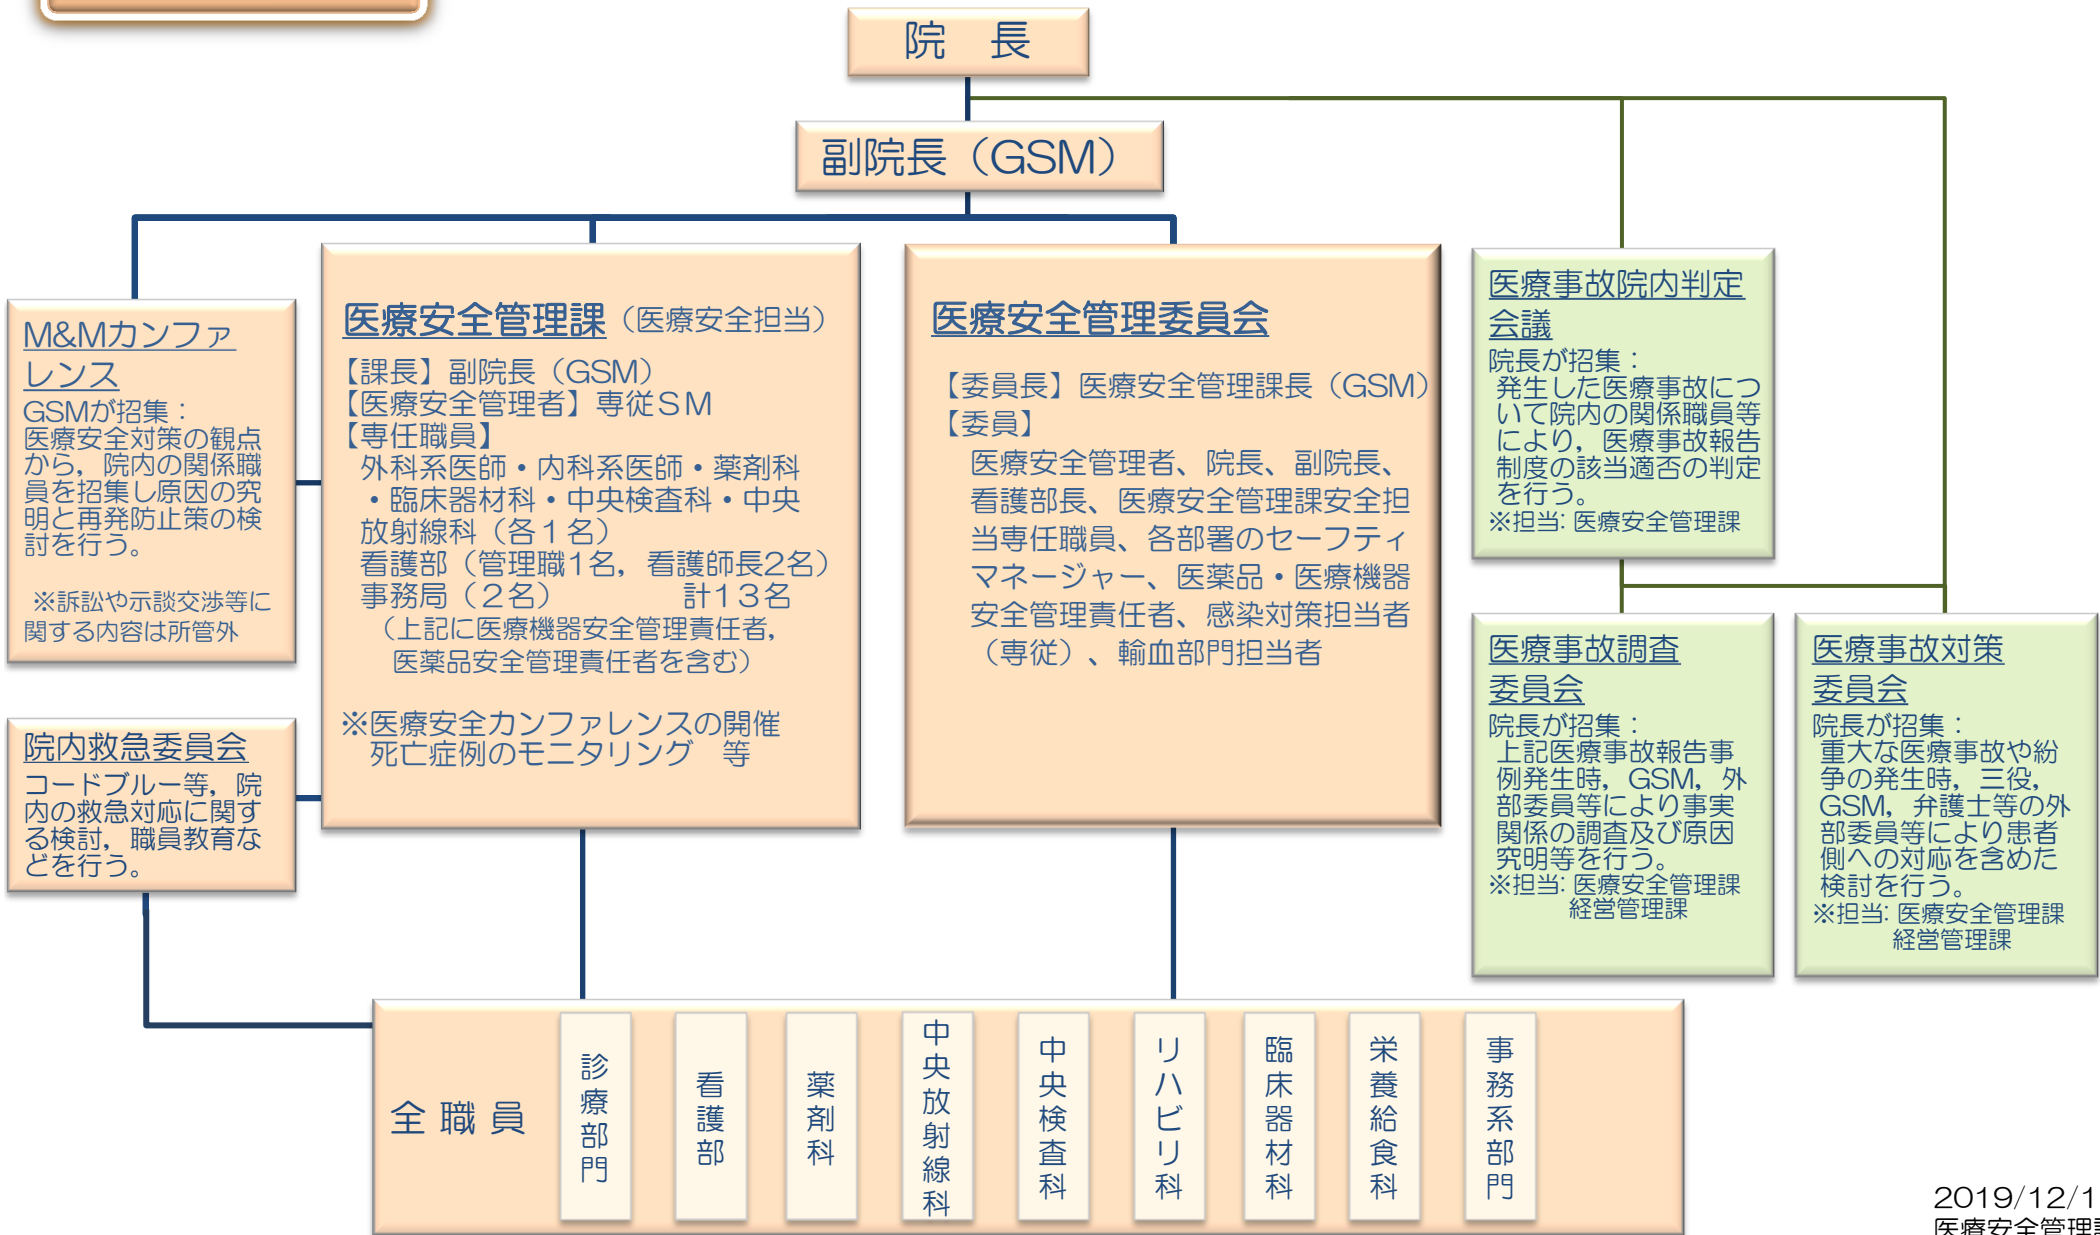 院　長
副院長（GSM）
M&Mカンファ
レンス
GSMが招集：
医療安全対策の観点
から，院内の関係職
員を招集し原因の究
明と再発防止策の検
討を行う。
※訴訟や示談交渉等に
関する内容は所管外
院内救急委員会
コードブルー等，院
内の救急対応に関す
る検討，職員教育な
どを行う。
医療安全管理課（医療安全担当）
【課長】副院長（GSM）
【医療安全管理者】専従ＳＭ
【専任職員】
外科系医師・内科系医師・薬剤科
・臨床器材科・中央検査科・中央
放射線科（各１名）
看護部（管理職1名，看護師長2名）
事務局（２名）　　　　　計１３名
（上記に医療機器安全管理責任者，
医薬品安全管理責任者を含む）
※医療安全カンファレンスの開催
死亡症例のモニタリング　等
医療安全管理委員会
【委員長】医療安全管理課長（GSM）
【委員】
医療安全管理者、院長、副院長、
看護部長、医療安全管理課安全担
当専任職員、各部署のセーフティ
マネージャー、医薬品・医療機器
安全管理責任者、感染対策担当者
（専従）、輸血部門担当者
医療事故院内判定
会議
院長が招集：
発生した医療事故につ
いて院内の関係職員等
により，医療事故報告
制度の該当適否の判定
を行う。
※担当：医療安全管理課
医療事故調査
委員会
院長が招集：
上記医療事故報告事
例発生時，GSM，外
部委員等により事実
関係の調査及び原因
究明等を行う。
※担当：医療安全管理課
経営管理課
医療事故対策
委員会
院長が招集：
重大な医療事故や紛
争の発生時，三役，
GSM，弁護士等の外
部委員等により患者
側への対応を含めた
検討を行う。
※担当：医療安全管理課
経営管理課
全職員
診療部門
看護部
薬剤科
中央放射線科
中央検査科
リハビリ科
臨床器材科
栄養給食科
事務系部門
2019/12/1
医療安全管理課